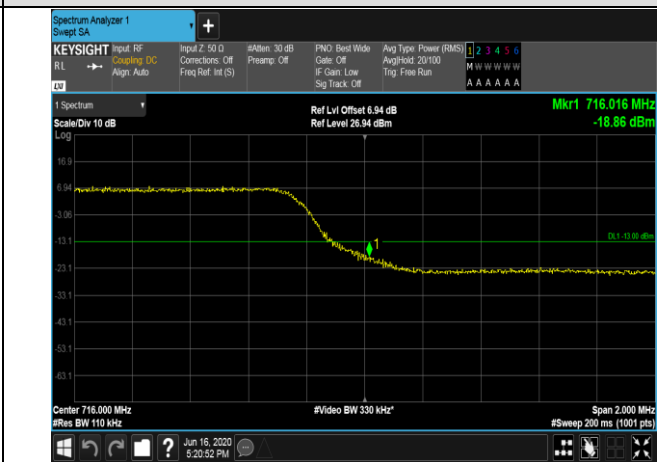 Spectrum Analyzer 1
Swept SA
KEYSIGHT
RL
LXI
Input: RF
Coupling: DC
Align: Auto
Input Z: 50 Ω
Corrections: Off
Freq Ref: Int (S)
#Atten: 30 dB
Preamp: Off
PNO: Best Wide
Gate: Off
IF Gain: Low
Sig Track: Off
Avg Type: Power (RMS)
Avg|Hold: 20/100
Trig: Free Run
1 2 3 4 5 6
M W W W W W
A A A A A A
1 Spectrum
Scale/Div 10 dB
Ref Lvl Offset 6.94 dB
Ref Level 26.94 dBm
Mkr1 716.016 MHz
-18.86 dBm
Log
16.9
6.94
-3.06
-13.1
DL1 -13.00 dBm
1
-23.1
-33.1
-43.1
-53.1
-63.1
Center 716.000 MHz
#Video BW 330 kHz*
Span 2.000 MHz
#Res BW 110 kHz
#Sweep 200 ms (1001 pts)
Jun 16, 2020
5:20:52 PM